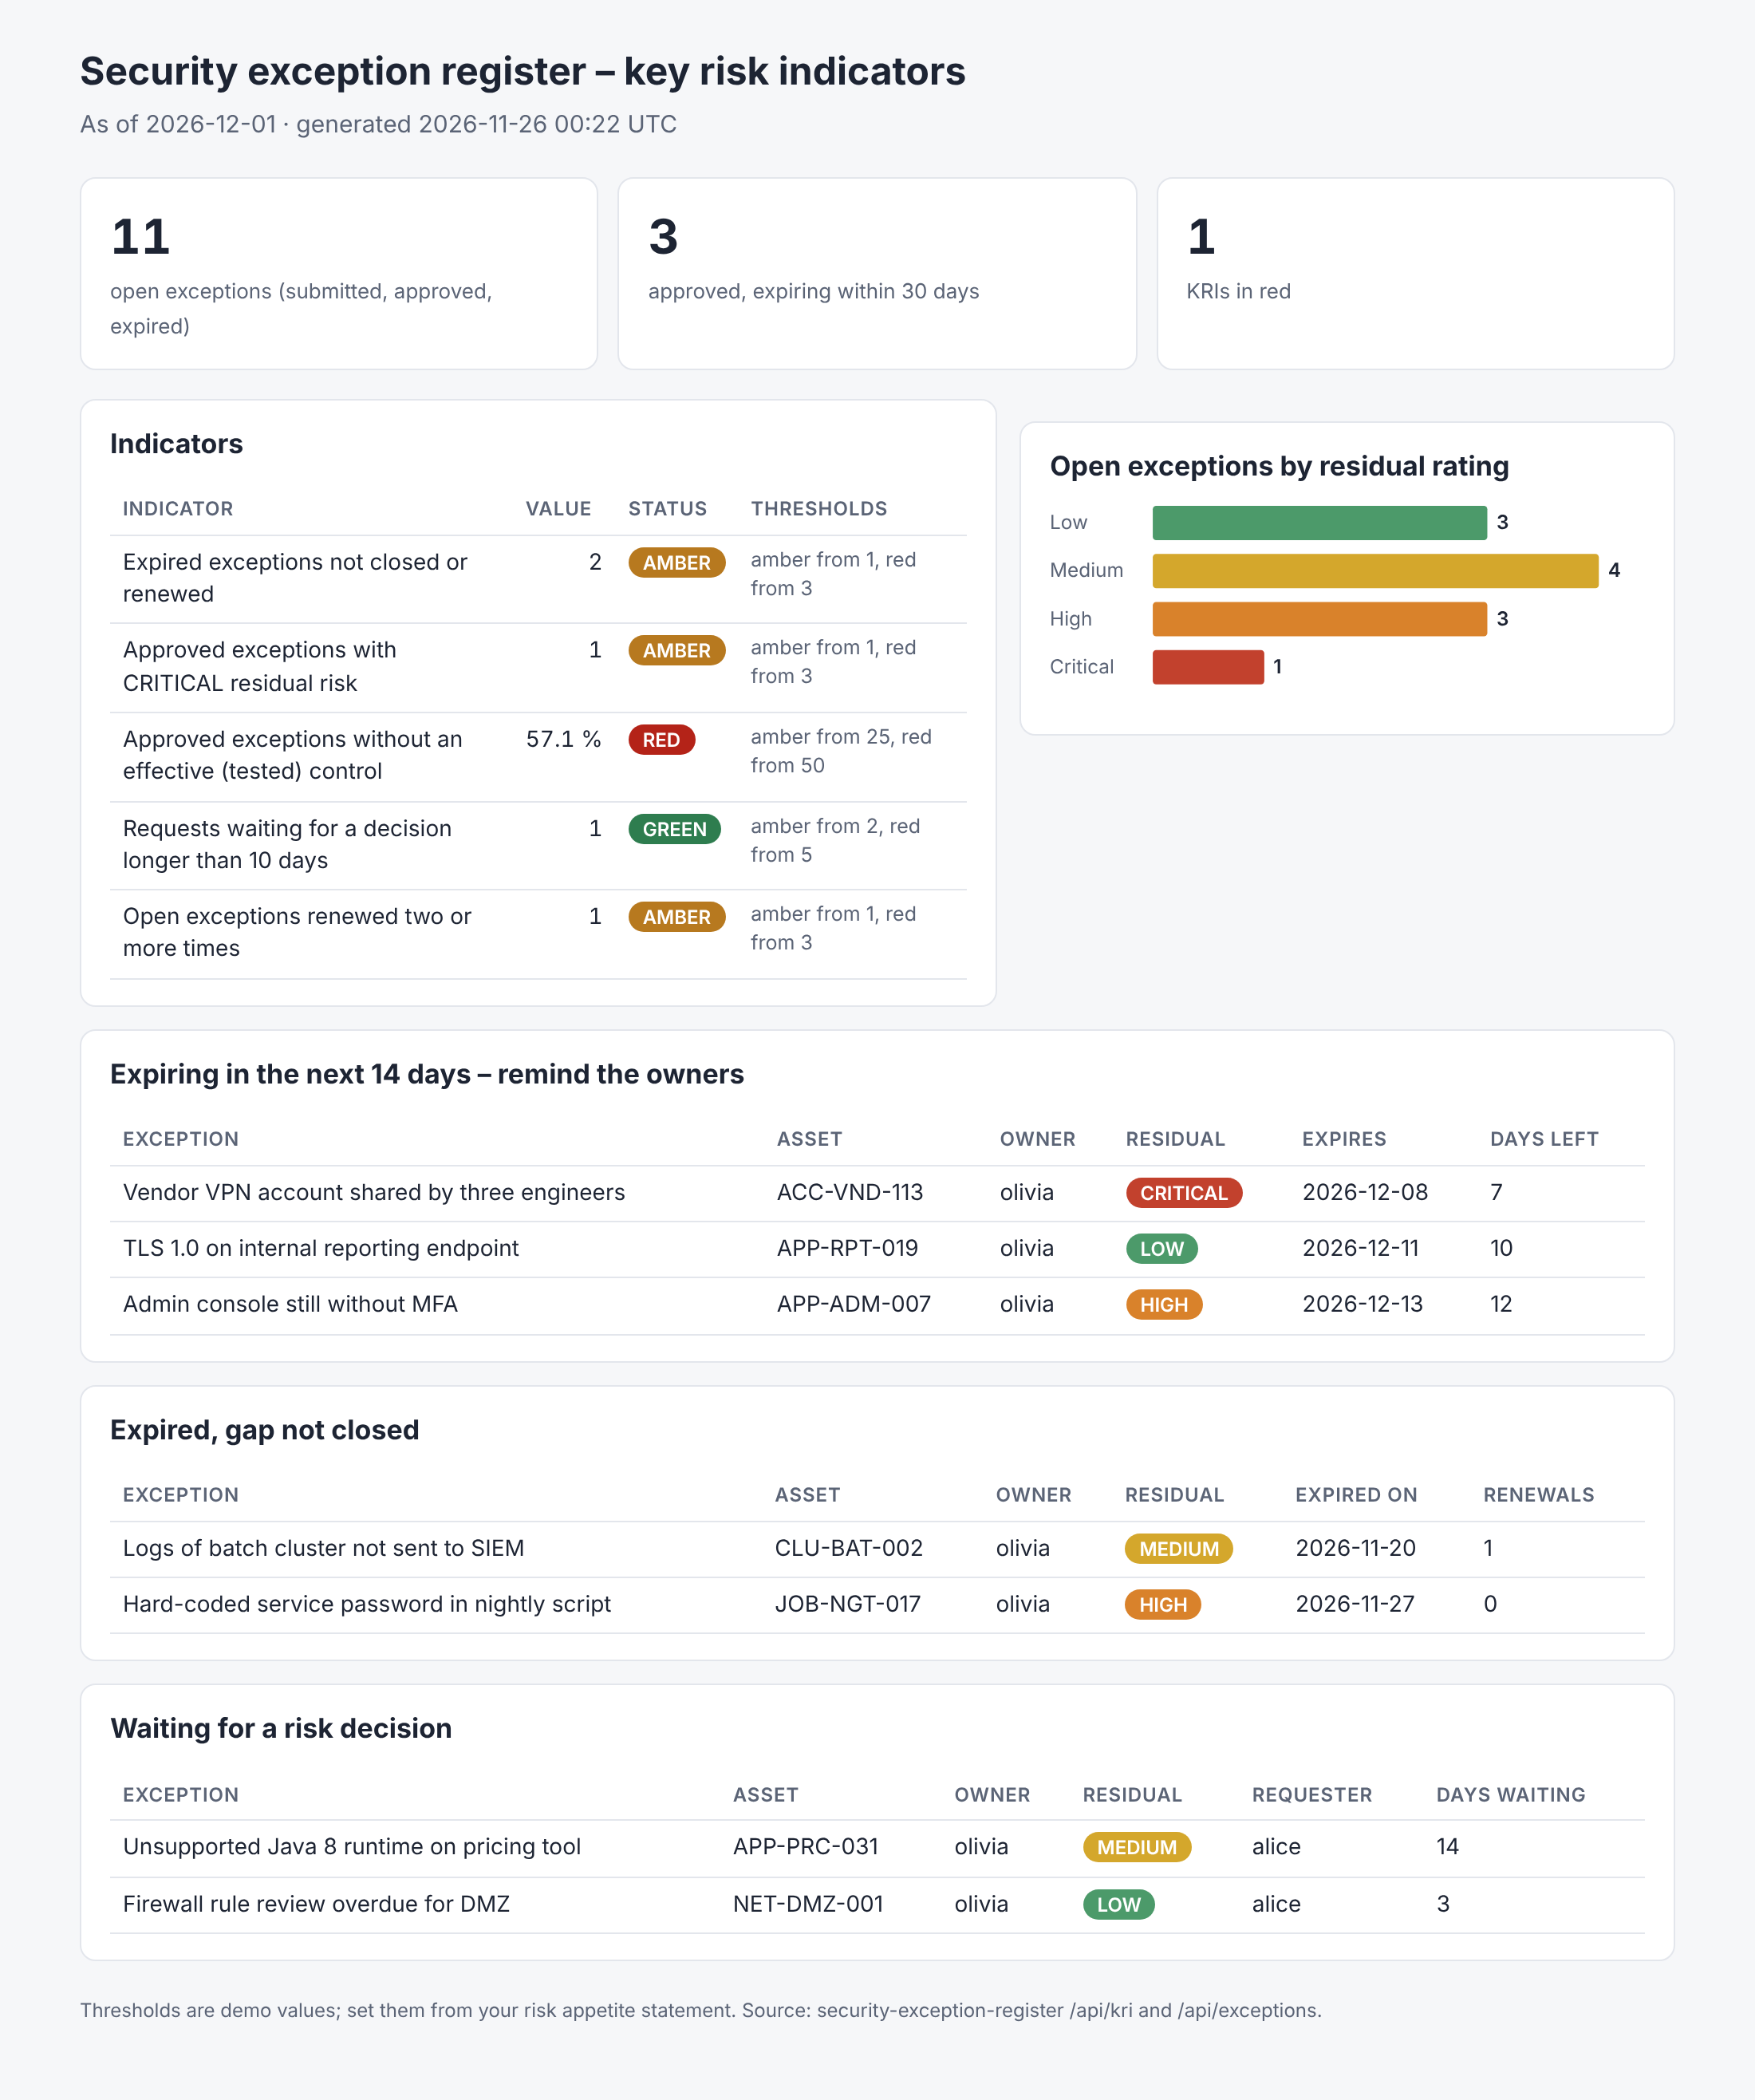 Security exception register – key risk indicators
As of 2026-12-01 · generated 2026-11-26 00:22 UTC
11
open exceptions (submitted, approved,
expired)
3
approved, expiring within 30 days
1
KRIs in red
Indicators
INDICATOR VALUE STATUS THRESHOLDS
Expired exceptions not closed or 2 AMBER amber from 1, red
renewed from 3
Approved exceptions with 1 AMBER amber from 1, red
CRITICAL residual risk from 3
Approved exceptions without an 57.1 % RED amber from 25, red
effective (tested) control from 50
Requests waiting for a decision 1 GREEN amber from 2, red
longer than 10 days from 5
Open exceptions renewed two or 1 AMBER amber from 1, red
more times from 3
Open exceptions by residual rating
Low 3
Medium 4
High 3
Critical 1
Expiring in the next 14 days – remind the owners
EXCEPTION ASSET OWNER RESIDUAL EXPIRES DAYS LEFT
Vendor VPN account shared by three engineers ACC-VND-113 olivia CRITICAL 2026-12-08 7
TLS 1.0 on internal reporting endpoint APP-RPT-019 olivia LOW 2026-12-11 10
Admin console still without MFA APP-ADM-007 olivia HIGH 2026-12-13 12
Expired, gap not closed
EXCEPTION ASSET OWNER RESIDUAL EXPIRED ON RENEWALS
Logs of batch cluster not sent to SIEM CLU-BAT-002 olivia MEDIUM 2026-11-20 1
Hard-coded service password in nightly script JOB-NGT-017 olivia HIGH 2026-11-27 0
Waiting for a risk decision
EXCEPTION ASSET OWNER RESIDUAL REQUESTER DAYS WAITING
Unsupported Java 8 runtime on pricing tool APP-PRC-031 olivia MEDIUM alice 14
Firewall rule review overdue for DMZ NET-DMZ-001 olivia LOW alice 3
Thresholds are demo values; set them from your risk appetite statement. Source: security-exception-register /api/kri and /api/exceptions.